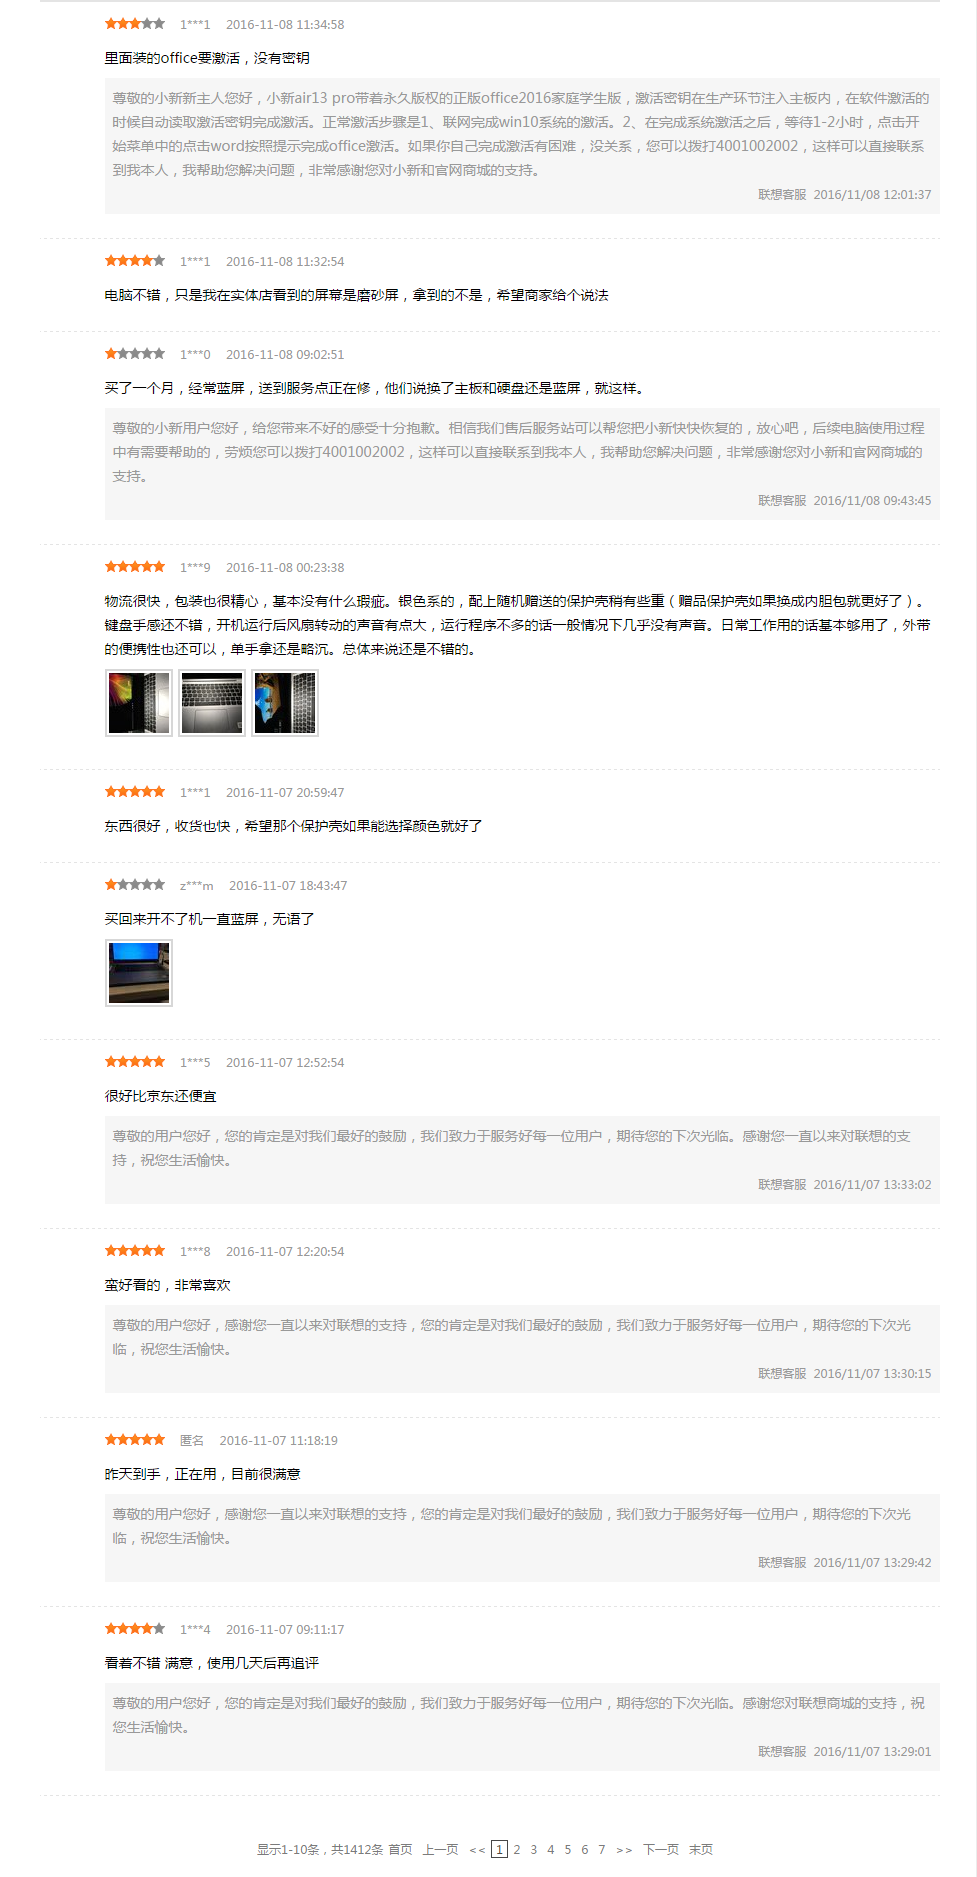 1***1 2016-11-08 11:34:58
里面装的office要激活，没有密钥
尊敬的小新新主人您好，小新air13 pro带着永久版权的正版office2016家庭学生版，激活密钥在生产环节注入主板内，在软件激活的
时候自动读取激活密钥完成激活。正常激活步骤是1、联网完成win10系统的激活。2、在完成系统激活之后，等待1-2小时，点击开
始菜单中的点击word按照提示完成office激活。如果你自己完成激活有困难，没关系，您可以拨打4001002002，这样可以直接联系
到我本人，我帮助您解决问题，非常感谢您对小新和官网商城的支持。
联想客服 2016/11/08 12:01:37
1***1 2016-11-08 11:32:54
电脑不错，只是我在实体店看到的屏幕是磨砂屏，拿到的不是，希望商家给个说法
1***0 2016-11-08 09:02:51
买了一个月，经常蓝屏，送到服务点正在修，他们说换了主板和硬盘还是蓝屏，就这样。
尊敬的小新用户您好，给您带来不好的感受十分抱歉。相信我们售后服务站可以帮您把小新快快恢复的，放心吧，后续电脑使用过程
中有需要帮助的，劳烦您可以拨打4001002002，这样可以直接联系到我本人，我帮助您解决问题，非常感谢您对小新和官网商城的
支持。
联想客服 2016/11/08 09:43:45
1***9 2016-11-08 00:23:38
物流很快，包装也很精心，基本没有什么瑕疵。银色系的，配上随机赠送的保护壳稍有些重（赠品保护壳如果换成内胆包就更好了）。
键盘手感还不错，开机运行后风扇转动的声音有点大，运行程序不多的话一般情况下几乎没有声音。日常工作用的话基本够用了，外带
的便携性也还可以，单手拿还是略沉。总体来说还是不错的。
1***1 2016-11-07 20:59:47
东西很好，收货也快，希望那个保护壳如果能选择颜色就好了
z***m 2016-11-07 18:43:47
买回来开不了机一直蓝屏，无语了
1***5 2016-11-07 12:52:54
很好比京东还便宜
尊敬的用户您好，您的肯定是对我们最好的鼓励，我们致力于服务好每一位用户，期待您的下次光临。感谢您一直以来对联想的支
持，祝您生活愉快。
联想客服 2016/11/07 13:33:02
1***8 2016-11-07 12:20:54
蛮好看的，非常喜欢
尊敬的用户您好，感谢您一直以来对联想的支持，您的肯定是对我们最好的鼓励，我们致力于服务好每一位用户，期待您的下次光
临，祝您生活愉快。
联想客服 2016/11/07 13:30:15
匿名 2016-11-07 11:18:19
昨天到手，正在用，目前很满意
尊敬的用户您好，感谢您一直以来对联想的支持，您的肯定是对我们最好的鼓励，我们致力于服务好每一位用户，期待您的下次光
临，祝您生活愉快。
联想客服 2016/11/07 13:29:42
1***4 2016-11-07 09:11:17
看着不错 满意，使用几天后再追评
尊敬的用户您好，您的肯定是对我们最好的鼓励，我们致力于服务好每一位用户，期待您的下次光临。感谢您对联想商城的支持，祝
您生活愉快。
联想客服 2016/11/07 13:29:01
显示1-10条，共1412条 首页 上一页 << 1 2 3 4 5 6 7 >> 下一页 末页